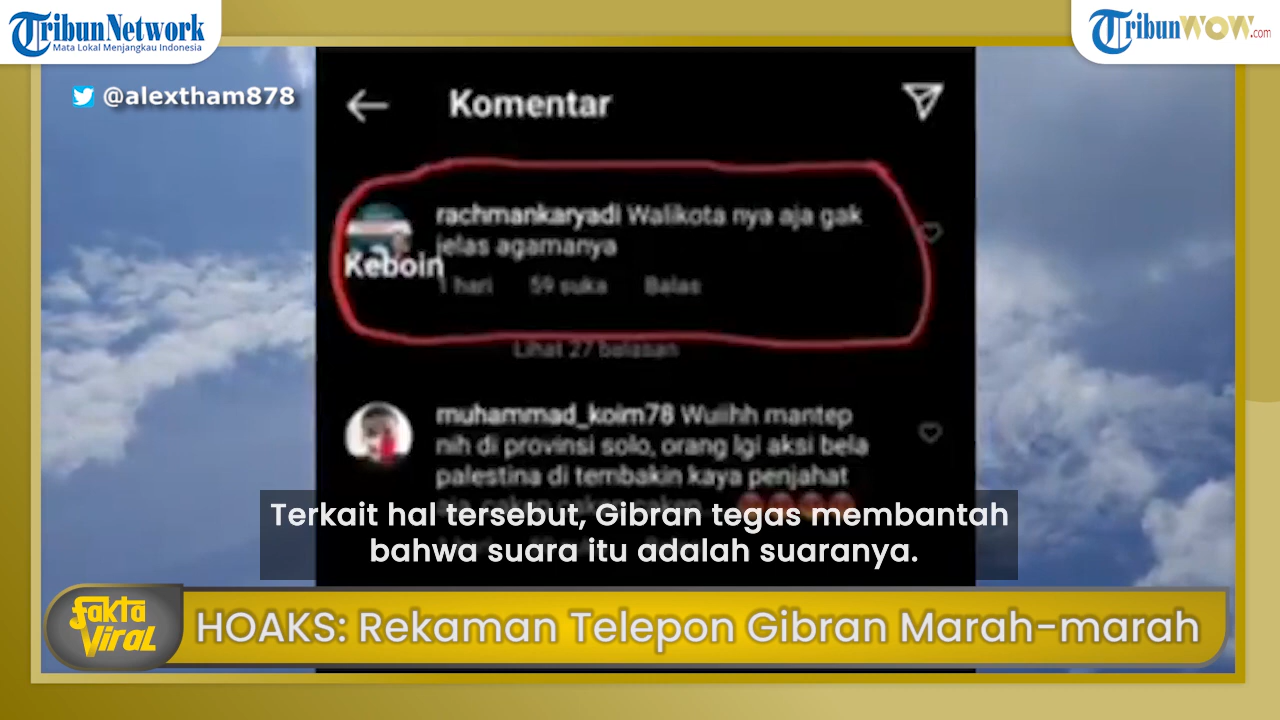 TribunNetwork
Mata Lokal Menjangkau Indonesia
TribunWOW.com
@alextham878
Komentar
rachmankaryadi Walikota nya aja gak
jelas agamanya
Keboin
1 hari 59 suka Balas
Lihat 27 balasan
muhammad_koim78 Wuiihh mantep
nih di provinsi solo, orang lgi aksi bela
palestina di tembakin kaya penjahat
Terkait hal tersebut, Gibran tegas membantah
bahwa suara itu adalah suaranya.
Fakta
Viral
HOAKS: Rekaman Telepon Gibran Marah-marah